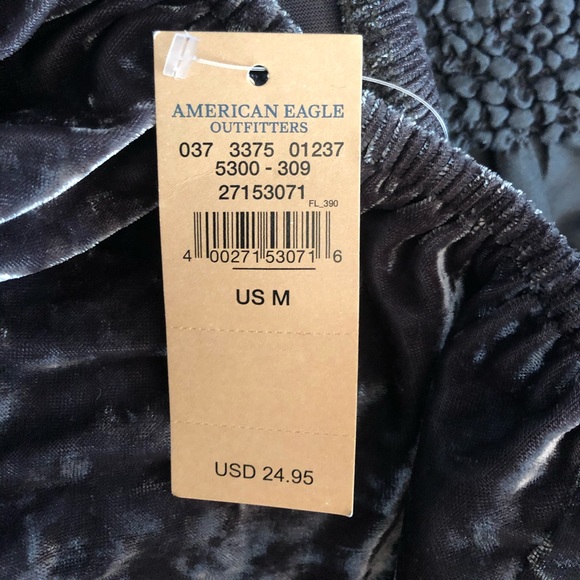 AMERICAN EAGLE
OUTFITTERS
037 3375 01237
5300 - 309
27153071
FL_390
4 00271 53071 6
US M
USD 24.95